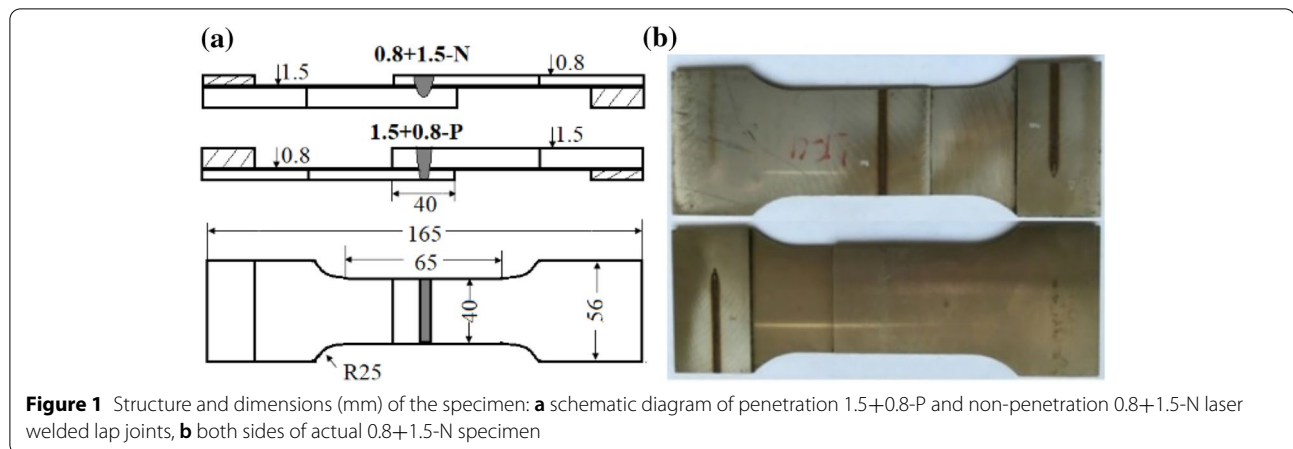 (a)
(b)
0.8+1.5-N
1.5
0.8
1.5+0.8-P
0.8
1.5
40
165
65
40
56
R25
Figure 1 Structure and dimensions (mm) of the specimen: a schematic diagram of penetration 1.5+0.8-P and non-penetration 0.8+1.5-N laser
welded lap joints, b both sides of actual 0.8+1.5-N specimen